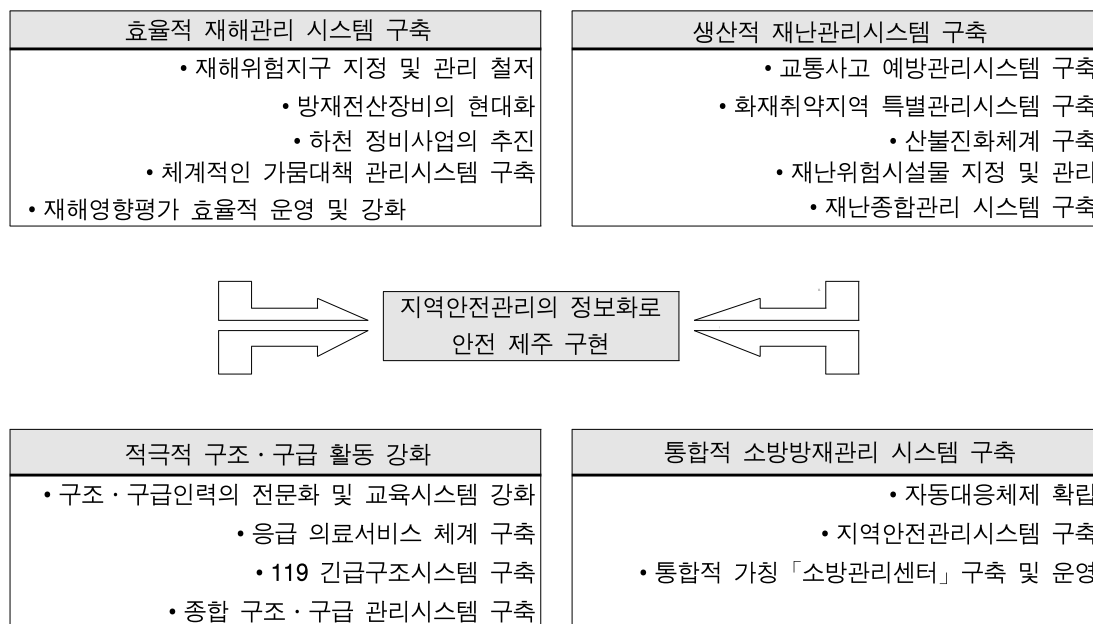 효율적 재해관리 시스템 구축
• 재해위험지구 지정 및 관리 철저
• 방재전산장비의 현대화
• 하천 정비사업의 추진
• 체계적인 가뭄대책 관리시스템 구축
• 재해영향평가 효율적 운영 및 강화
생산적 재난관리시스템 구축
• 교통사고 예방관리시스템 구축
• 화재취약지역 특별관리시스템 구축
• 산불진화체계 구축
• 재난위험시설물 지정 및 관리
• 재난종합관리 시스템 구축
지역안전관리의 정보화로
안전 제주 구현
적극적 구조 · 구급 활동 강화
• 구조 · 구급인력의 전문화 및 교육시스템 강화
• 응급 의료서비스 체계 구축
• 119 긴급구조시스템 구축
• 종합 구조 · 구급 관리시스템 구축
통합적 소방방재관리 시스템 구축
• 자동대응체제 확립
• 지역안전관리시스템 구축
• 통합적 가칭「소방관리센터」구축 및 운영